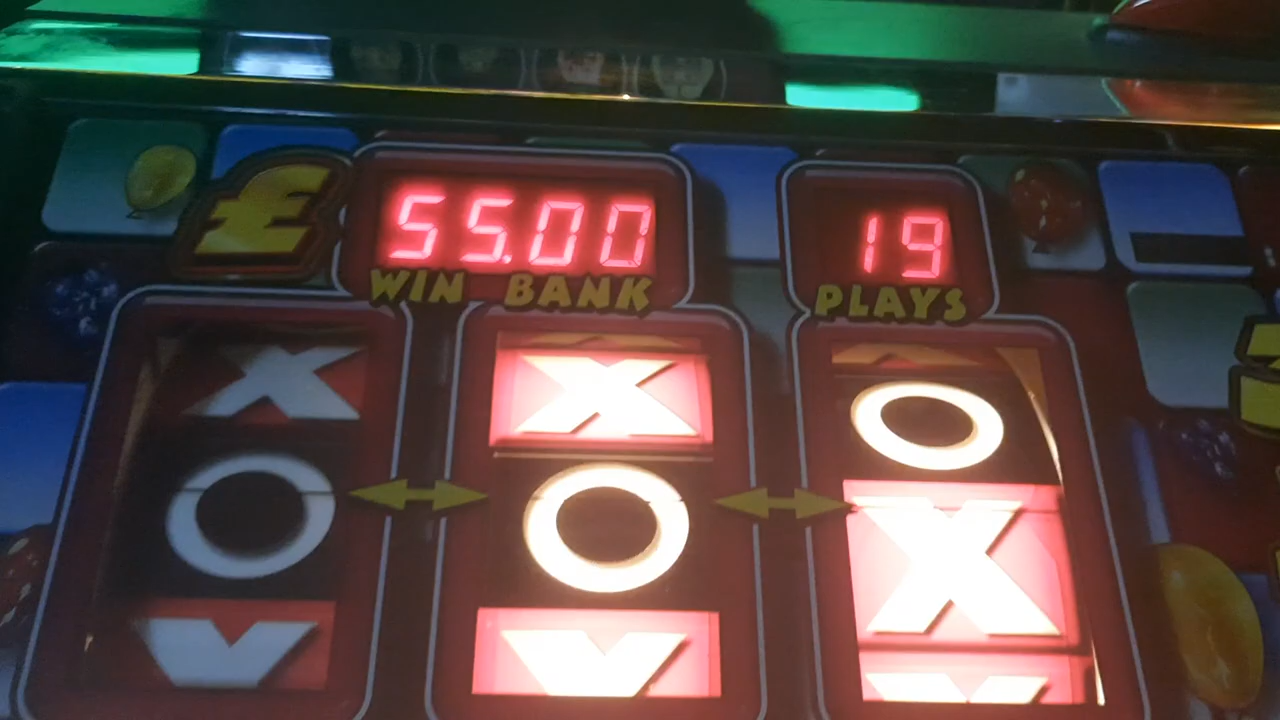 £ 55.00 19
WIN BANK PLAYS
X X O
O O X
X X X